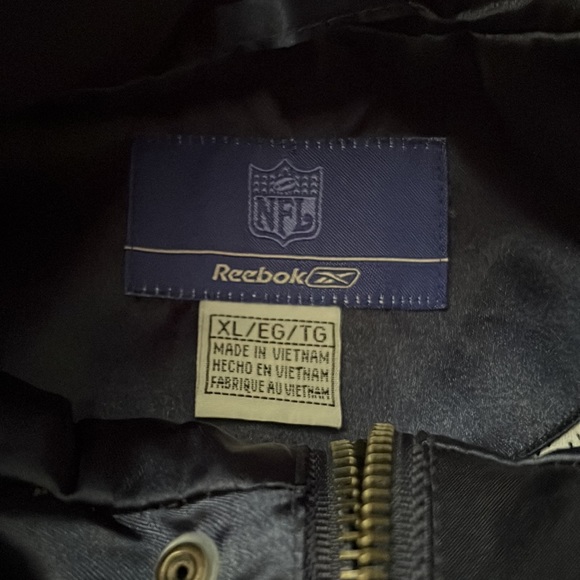 NFL
Reebok
XL/EG/TG
MADE IN VIETNAM
HECHO EN VIETNAM
FABRIQUE AU VIETNAM